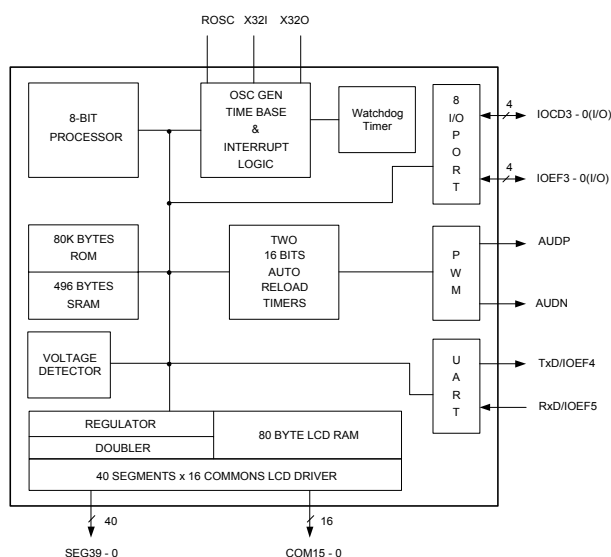 ROSC X32I X32O
8-BIT
PROCESSOR
OSC GEN
TIME BASE
&
INTERRUPT
LOGIC
Watchdog
Timer
8
I/O
P
O
R
T
4
IOCD3 - 0(I/O)
4
IOEF3 - 0(I/O)
80K BYTES
ROM
496 BYTES
SRAM
TWO
16 BITS
AUTO
RELOAD
TIMERS
P
W
M
AUDP
AUDN
VOLTAGE
DETECTOR
U
A
R
T
TxD/IOEF4
RxD/IOEF5
REGULATOR
DOUBLER
80 BYTE LCD RAM
40 SEGMENTS x 16 COMMONS LCD DRIVER
40
16
SEG39 - 0
COM15 - 0